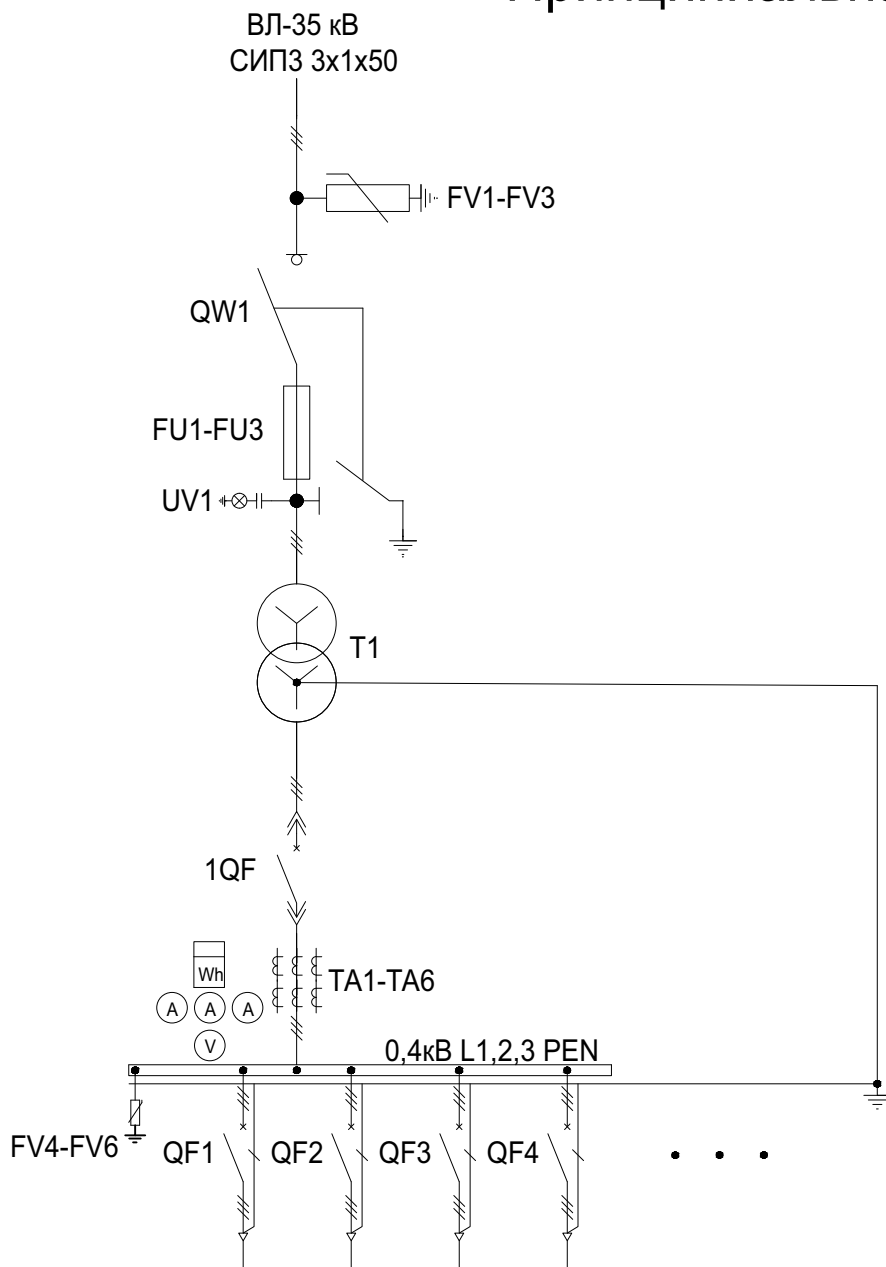 ВЛ-35 кВ
СИП3 3х1х50
FV1-FV3
QW1
FU1-FU3
UV1
T1
1QF
Wh
TA1-TA6
A A A
V
0,4кВ L1,2,3 PEN
FV4-FV6
QF1 QF2 QF3 QF4